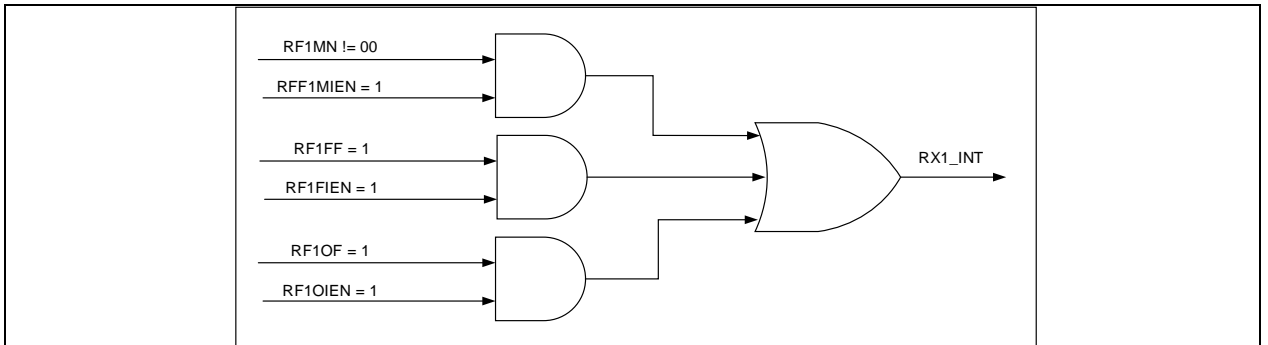 RF1MN != 00
RFF1MIEN = 1
RF1FF = 1
RF1FIEN = 1
RX1_INT
RF1OF = 1
RF1OIEN = 1